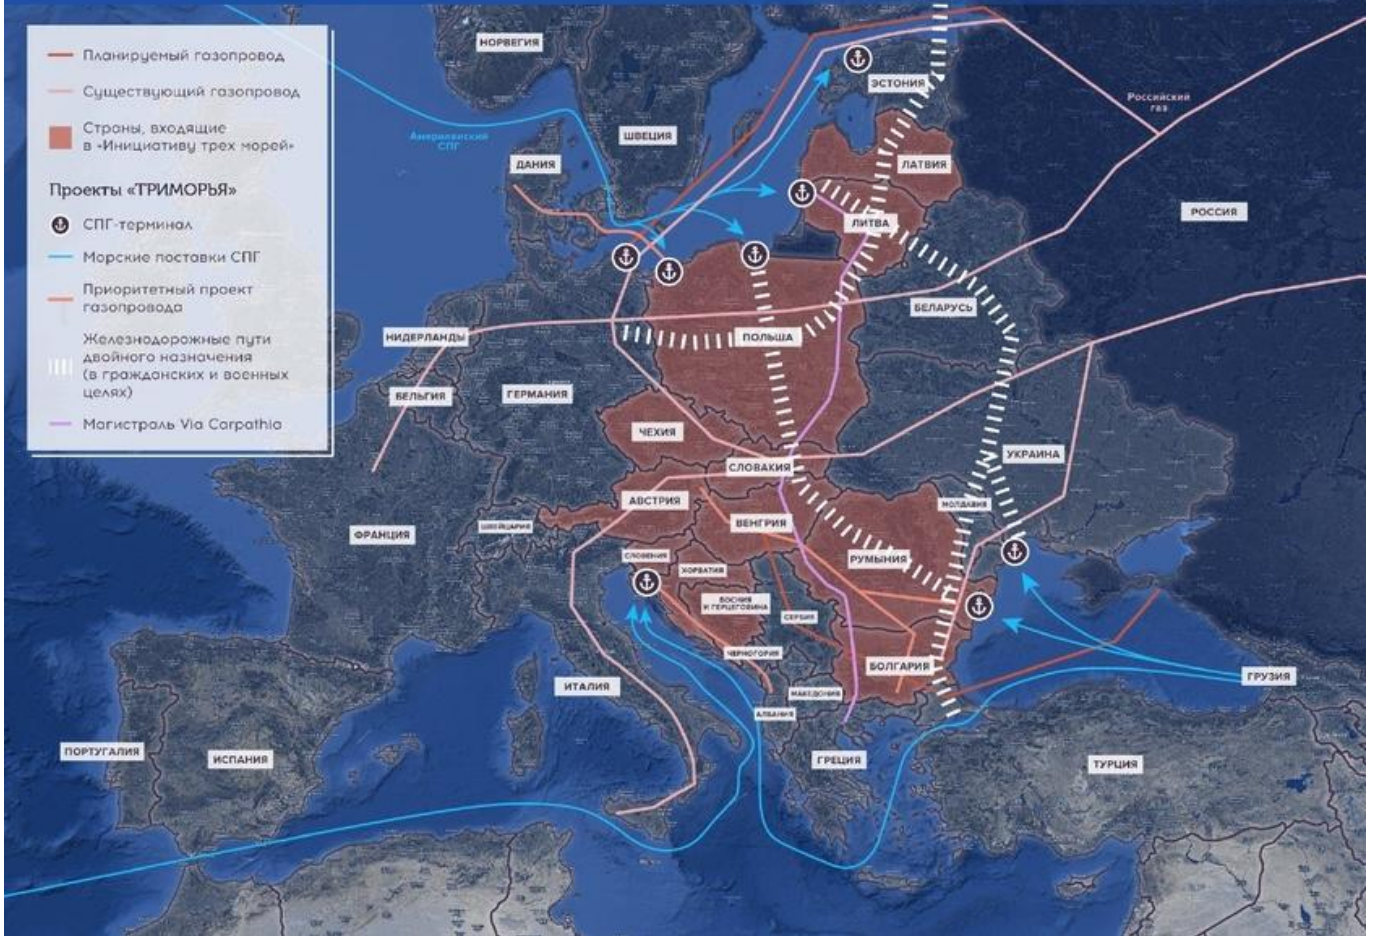 Планируемый газопровод
Существующий газопровод
Страны, входящие
в «Инициативу трех морей»
Проекты «ТРИМОРЬЯ»
СПГ-терминал
Морские поставки СПГ
Приоритетный проект
газопровода
Железнодорожные пути
двойного назначения
(в гражданских и военных
целях)
Магистраль Via Carpathia
НОРВЕГИЯ
ЭСТОНИЯ
Российский
газ
Американский
СПГ
ШВЕЦИЯ
ДАНИЯ
ЛАТВИЯ
РОССИЯ
ЛИТВА
БЕЛАРУСЬ
НИДЕРЛАНДЫ
ПОЛЬША
БЕЛЬГИЯ
ГЕРМАНИЯ
ЧЕХИЯ
УКРАИНА
СЛОВАКИЯ
АВСТРИЯ
МОЛДАВИЯ
ШВЕЙЦАРИЯ
ВЕНГРИЯ
ФРАНЦИЯ
СЛОВЕНИЯ
РУМЫНИЯ
ХОРВАТИЯ
БОСНИЯ
И ГЕРЦЕГОВИНА
СЕРБИЯ
ЧЕРНОГОРИЯ
БОЛГАРИЯ
ГРУЗИЯ
ИТАЛИЯ
МАКЕДОНИЯ
АЛБАНИЯ
ПОРТУГАЛИЯ
ИСПАНИЯ
ГРЕЦИЯ
ТУРЦИЯ